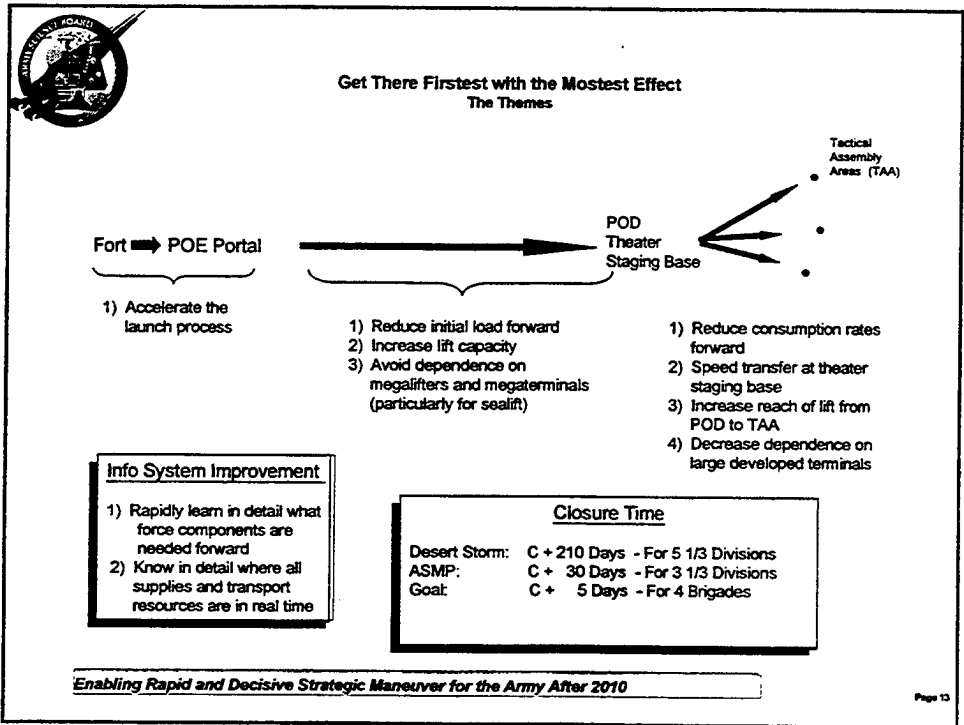 ARMY SCIENCE BOARD
Get There Firstest with the Mostest Effect
The Themes
Tactical
Assembly
Areas (TAA)
Fort POE Portal
POD
Theater
Staging Base
1) Accelerate the
launch process
1) Reduce initial load forward
2) Increase lift capacity
3) Avoid dependence on
megalifters and megaterminals
(particularly for sealift)
1) Reduce consumption rates
forward
2) Speed transfer at theater
staging base
3) Increase reach of lift from
POD to TAA
4) Decrease dependence on
large developed terminals
Info System Improvement
1) Rapidly learn in detail what
force components are
needed forward
2) Know in detail where all
supplies and transport
resources are in real time
Closure Time
Desert Storm: C + 210 Days - For 5 1/3 Divisions
ASMP: C + 30 Days - For 3 1/3 Divisions
Goal: C + 5 Days - For 4 Brigades
Enabling Rapid and Decisive Strategic Maneuver for the Army After 2010
Page 13